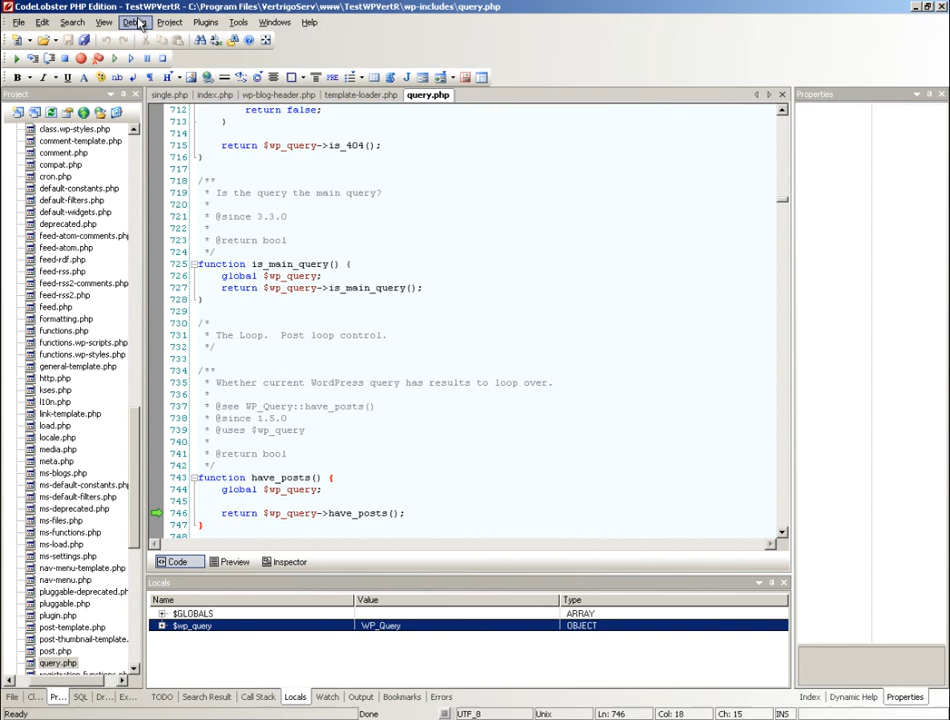 CodeLobster PHP Edition - TestWPVertR - C:\Program Files\VertrigoServ\www\TestWPVertR\wp-includes\query.php
File Edit Search View Debug Project Plugins Tools Windows Help
B I U A ¶ H PRE J
Project
single.php index.php wp-blog-header.php template-loader.php query.php
Properties
class.wp-styles.php
comment-template.php
comment.php
compat.php
cron.php
default-constants.php
default-filters.php
default-widgets.php
deprecated.php
feed-atom-comments.php
feed-atom.php
feed-rdf.php
feed-rss.php
feed-rss2-comments.php
feed-rss2.php
feed.php
formatting.php
functions.php
functions.wp-scripts.php
functions.wp-styles.php
general-template.php
http.php
kses.php
l10n.php
link-template.php
load.php
locale.php
media.php
meta.php
ms-blogs.php
ms-default-constants.php
ms-default-filters.php
ms-deprecated.php
ms-files.php
ms-functions.php
ms-load.php
ms-settings.php
nav-menu-template.php
nav-menu.php
pluggable-deprecated.ph
pluggable.php
plugin.php
post-template.php
post-thumbnail-template.
post.php
query.php
registration-functions.php
712 return false;
713 }
714
715 return $wp_query->is_404();
716 }
717
718 /**
719 * Is the query the main query?
720 *
721 * @since 3.3.0
722 *
723 * @return bool
724 */
725 function is_main_query() {
726 global $wp_query;
727 return $wp_query->is_main_query();
728 }
729
730 /*
731 * The Loop. Post loop control.
732 */
733
734 /**
735 * Whether current WordPress query has results to loop over.
736 *
737 * @see WP_Query::have_posts()
738 * @since 1.5.0
739 * @uses $wp_query
740 *
741 * @return bool
742 */
743 function have_posts() {
744 global $wp_query;
745
746 return $wp_query->have_posts();
747 }
748
Code Preview Inspector
Locals
Name Value Type
$GLOBALS ARRAY
$wp_query WP_Query OBJECT
File Cl... Pr... SQL Dr... Ex... TODO Search Result Call Stack Locals Watch Output Bookmarks Errors Index Dynamic Help Properties
Ready Done UTF_8 Unix Ln: 746 Col: 18 Ch: 15 INS